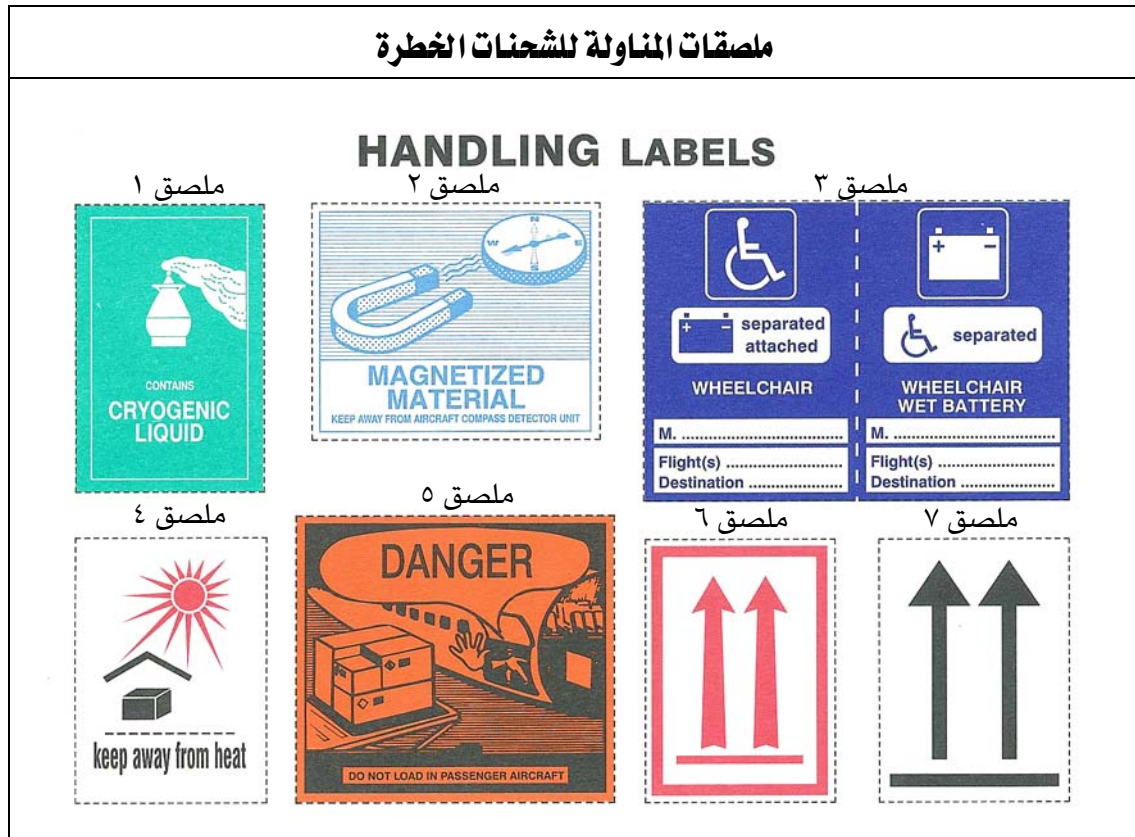 ملصقات المناولة للشحنات الخطرة
HANDLING LABELS
ملصق ١
CONTAINS
CRYOGENIC
LIQUID
ملصق ٢
N
W
E
S
MAGNETIZED
MATERIAL
KEEP AWAY FROM AIRCRAFT COMPASS DETECTOR UNIT
ملصق ٣
+ −
separated
attached
WHEELCHAIR
M. ....................................
Flight(s) ..........................
Destination .....................
+ −
separated
WHEELCHAIR
WET BATTERY
M. ....................................
Flight(s) ..........................
Destination .....................
ملصق ٤
keep away from heat
ملصق ٥
DANGER
DO NOT LOAD IN PASSENGER AIRCRAFT
ملصق ٦
ملصق ٧